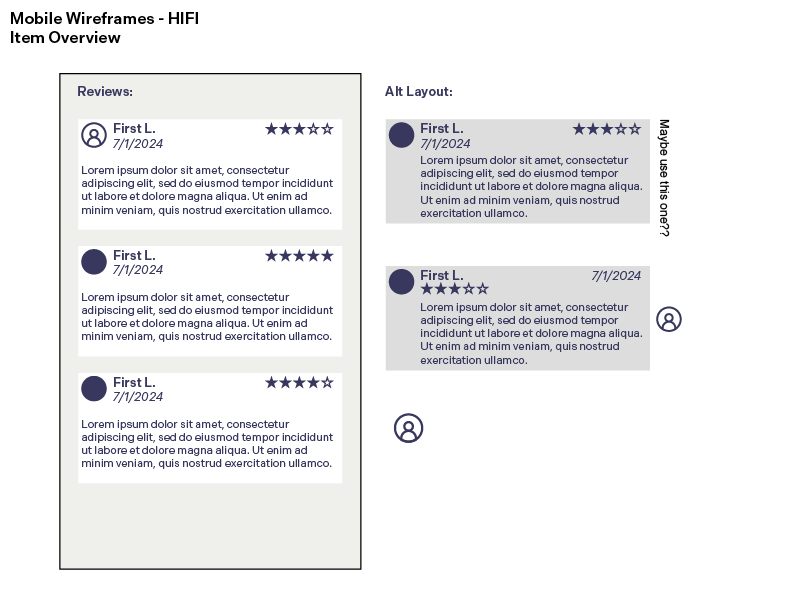 Mobile Wireframes - HIFI
Item Overview
Reviews:
First L.
7/1/2024
Lorem ipsum dolor sit amet, consectetur
adipiscing elit, sed do eiusmod tempor incididunt
ut labore et dolore magna aliqua. Ut enim ad
minim veniam, quis nostrud exercitation ullamco.
First L.
7/1/2024
Lorem ipsum dolor sit amet, consectetur
adipiscing elit, sed do eiusmod tempor incididunt
ut labore et dolore magna aliqua. Ut enim ad
minim veniam, quis nostrud exercitation ullamco.
First L.
7/1/2024
Lorem ipsum dolor sit amet, consectetur
adipiscing elit, sed do eiusmod tempor incididunt
ut labore et dolore magna aliqua. Ut enim ad
minim veniam, quis nostrud exercitation ullamco.
Alt Layout:
First L.
7/1/2024
Lorem ipsum dolor sit amet, consectetur
adipiscing elit, sed do eiusmod tempor
incididunt ut labore et dolore magna aliqua.
Ut enim ad minim veniam, quis nostrud
exercitation ullamco.
Maybe use this one??
First L.
7/1/2024
Lorem ipsum dolor sit amet, consectetur
adipiscing elit, sed do eiusmod tempor
incididunt ut labore et dolore magna aliqua.
Ut enim ad minim veniam, quis nostrud
exercitation ullamco.